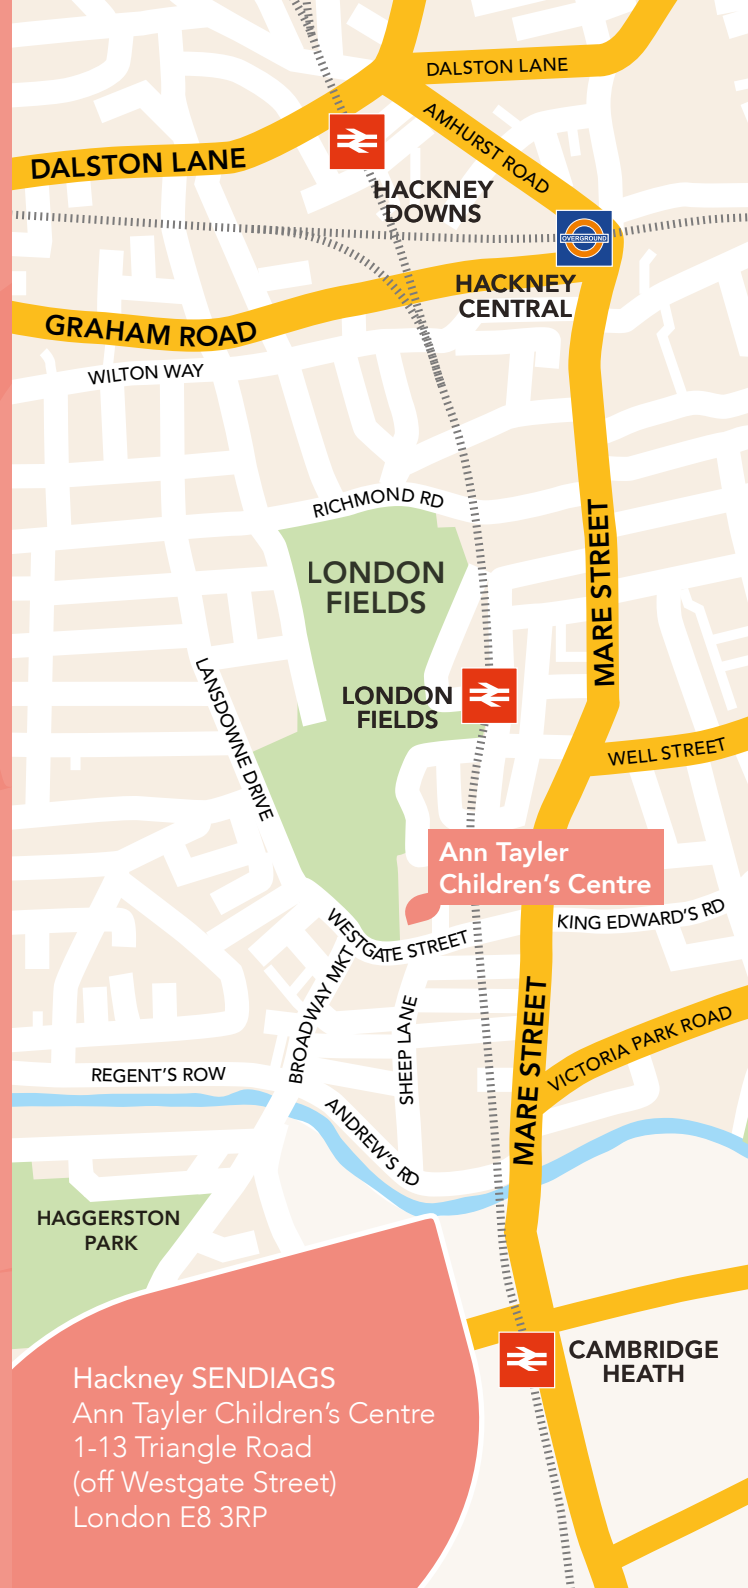 DALSTON LANE
AMHURST ROAD
DALSTON LANE
HACKNEY
DOWNS
OVERGROUND
HACKNEY
CENTRAL
GRAHAM ROAD
WILTON WAY
RICHMOND RD
MARE STREET
LONDON
FIELDS
LANSDOWNE DRIVE
LONDON
FIELDS
WELL STREET
Ann Tayler
Children's Centre
KING EDWARD'S RD
WESTGATE STREET
BROADWAY MKT
SHEEP LANE
MARE STREET
VICTORIA PARK ROAD
REGENT'S ROW
ANDREW'S RD
HAGGERSTON
PARK
CAMBRIDGE
HEATH
Hackney SENDIAGS
Ann Tayler Children's Centre
1-13 Triangle Road
(off Westgate Street)
London E8 3RP